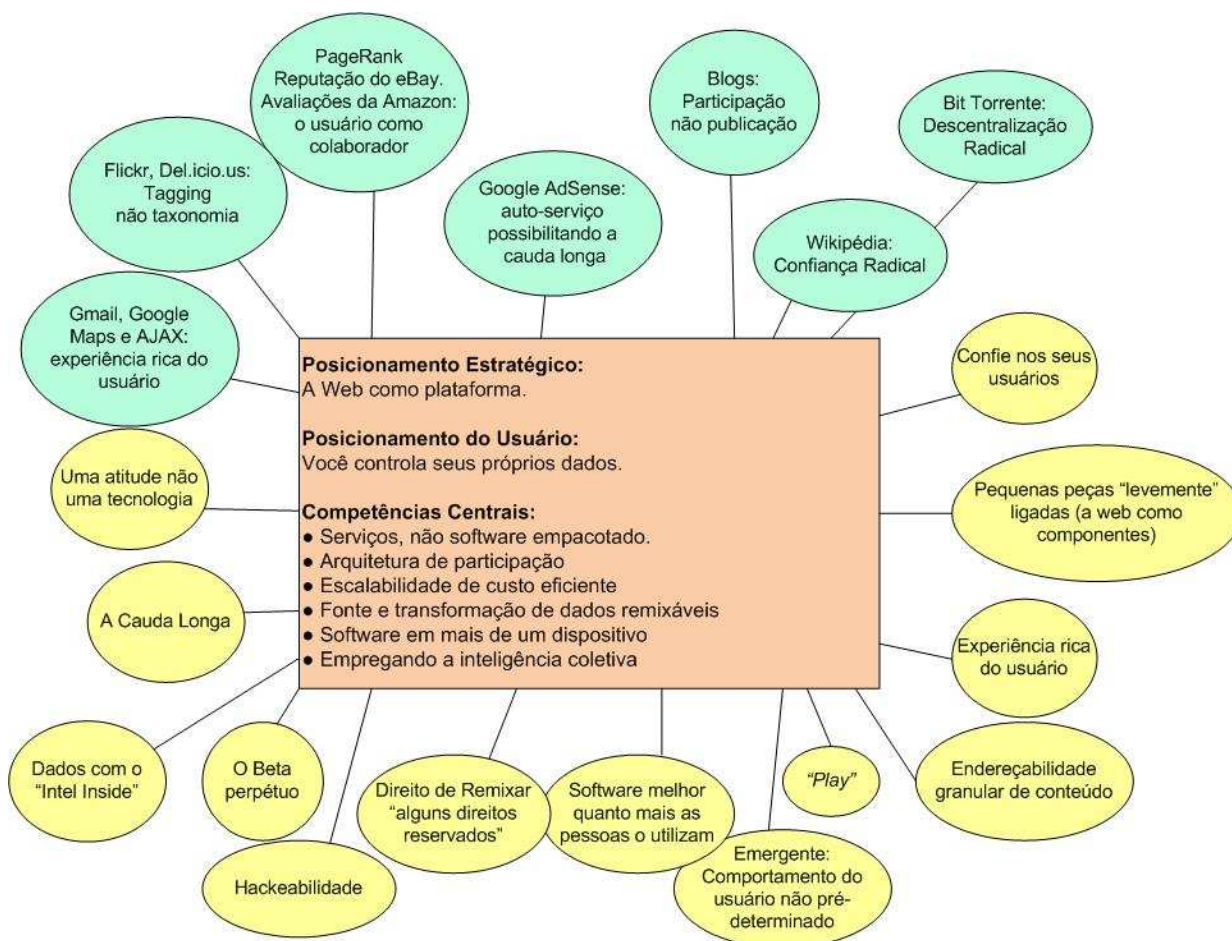 PageRank
Reputação do eBay.
Avaliações da Amazon:
o usuário como
colaborador
Blogs:
Participação
não publicação
Bit Torrente:
Descentralização
Radical
Flickr, Del.icio.us:
Tagging
não taxonomia
Google AdSense:
auto-serviço
possibilitando a
cauda longa
Wikipédia:
Confiança Radical
Gmail, Google
Maps e AJAX:
experiência rica do
usuário
Posicionamento Estratégico:
A Web como plataforma.
Posicionamento do Usuário:
Você controla seus próprios dados.
Competências Centrais:
● Serviços, não software empacotado.
● Arquitetura de participação
● Escalabilidade de custo eficiente
● Fonte e transformação de dados remixáveis
● Software em mais de um dispositivo
● Empregando a inteligência coletiva
Confie nos seus
usuários
Uma atitude não
uma tecnologia
Pequenas peças “levemente”
ligadas (a web como
componentes)
A Cauda Longa
Experiência rica
do usuário
Dados com o
“Intel Inside”
O Beta
perpétuo
Direito de Remixar
“alguns direitos
reservados”
Software melhor
quanto mais as
pessoas o utilizam
“Play”
Endereçabilidade
granular de conteúdo
Hackeabilidade
Emergente:
Comportamento do
usuário não pré-
determinado